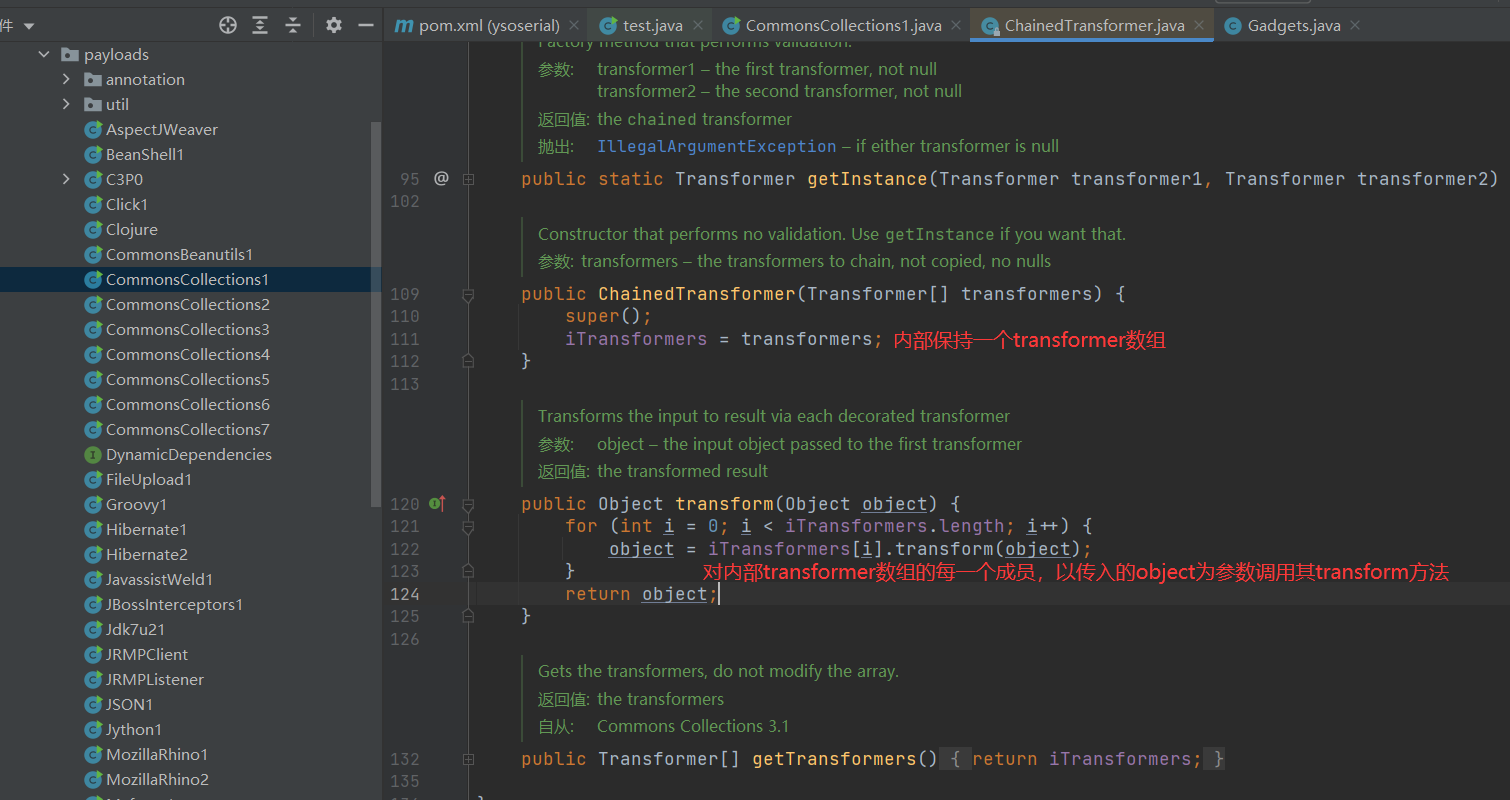 件
pom.xml (ysoserial)
test.java
CommonsCollections1.java
ChainedTransformer.java
Gadgets.java
payloads
annotation
util
AspectJWeaver
BeanShell1
C3P0
Click1
Clojure
CommonsBeanutils1
CommonsCollections1
CommonsCollections2
CommonsCollections3
CommonsCollections4
CommonsCollections5
CommonsCollections6
CommonsCollections7
DynamicDependencies
FileUpload1
Groovy1
Hibernate1
Hibernate2
JavassistWeld1
JBossInterceptors1
Jdk7u21
JRMPClient
JRMPListener
JSON1
Jython1
MozillaRhino1
MozillaRhino2
Factory method that performs validation.
参数: transformer1 – the first transformer, not null
transformer2 – the second transformer, not null
返回值: the chained transformer
抛出: IllegalArgumentException – if either transformer is null
95 @ public static Transformer getInstance(Transformer transformer1, Transformer transformer2)
102
Constructor that performs no validation. Use getInstance if you want that.
参数: transformers – the transformers to chain, not copied, no nulls
109 public ChainedTransformer(Transformer[] transformers) {
110 super();
111 iTransformers = transformers; 内部保持一个transformer数组
112 }
113
Transforms the input to result via each decorated transformer
参数: object – the input object passed to the first transformer
返回值: the transformed result
120 public Object transform(Object object) {
121 for (int i = 0; i < iTransformers.length; i++) {
122 object = iTransformers[i].transform(object);
123 } 对内部transformer数组的每一个成员，以传入的object为参数调用其transform方法
124 return object;
125 }
126
Gets the transformers, do not modify the array.
返回值: the transformers
自从: Commons Collections 3.1
132 public Transformer[] getTransformers() { return iTransformers; }
135